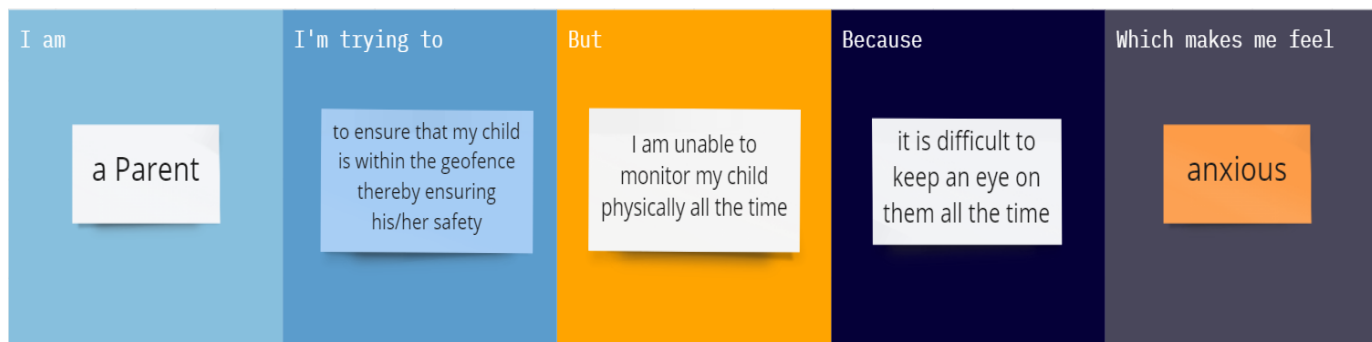 I am
a Parent
I'm trying to
to ensure that my child
is within the geofence
thereby ensuring
his/her safety
But
I am unable to
monitor my child
physically all the time
Because
it is difficult to
keep an eye on
them all the time
Which makes me feel
anxious